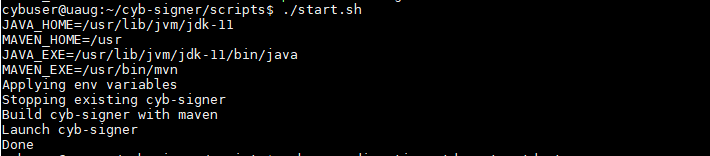 cybuser@uaug:~/cyb-signer/scripts$ ./start.sh
JAVA_HOME=/usr/lib/jvm/jdk-11
MAVEN_HOME=/usr
JAVA_EXE=/usr/lib/jvm/jdk-11/bin/java
MAVEN_EXE=/usr/bin/mvn
Applying env variables
Stopping existing cyb-signer
Build cyb-signer with maven
Launch cyb-signer
Done